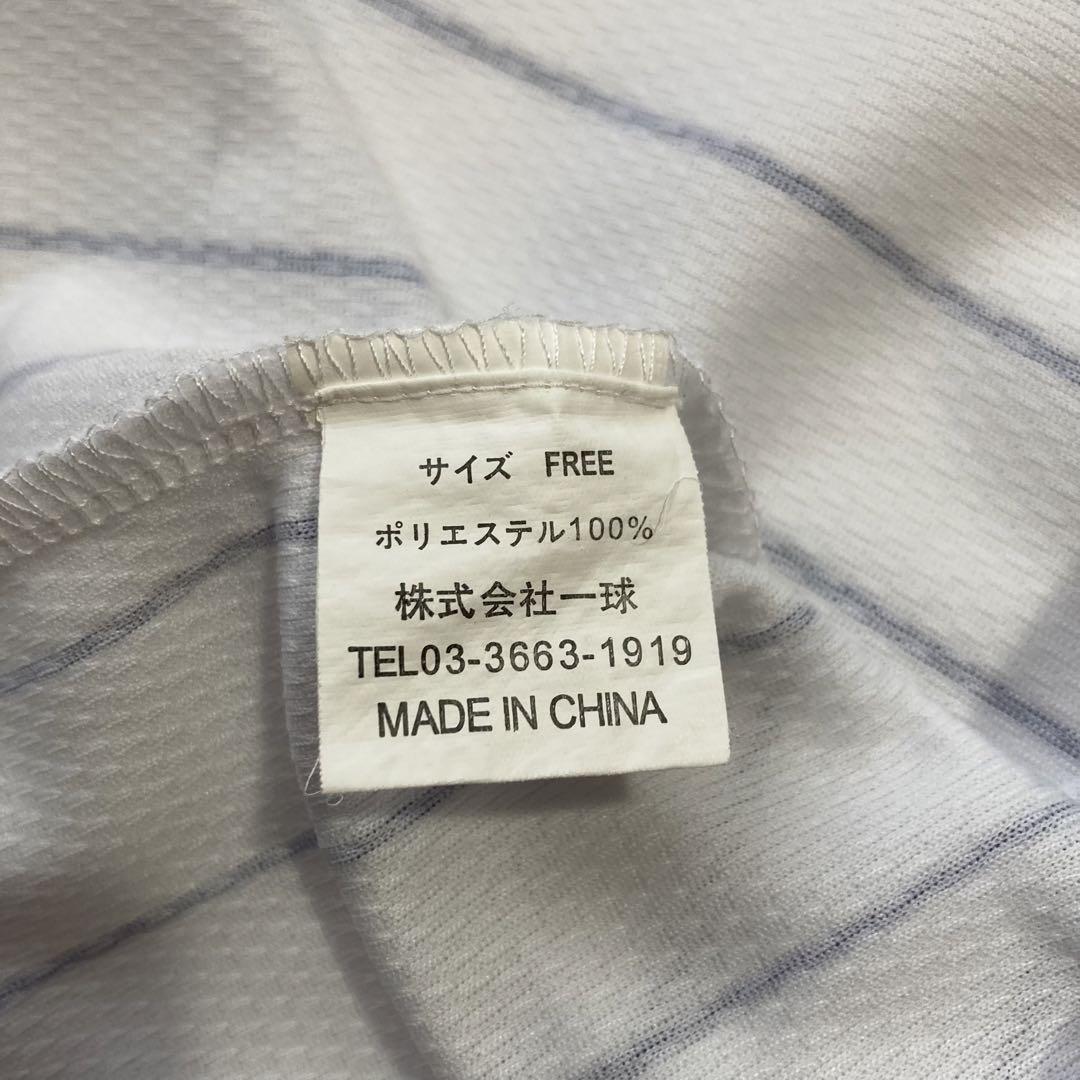 サイズ FREE
ポリエステル100%
株式会社一球
TEL03-3663-1919
MADE IN CHINA